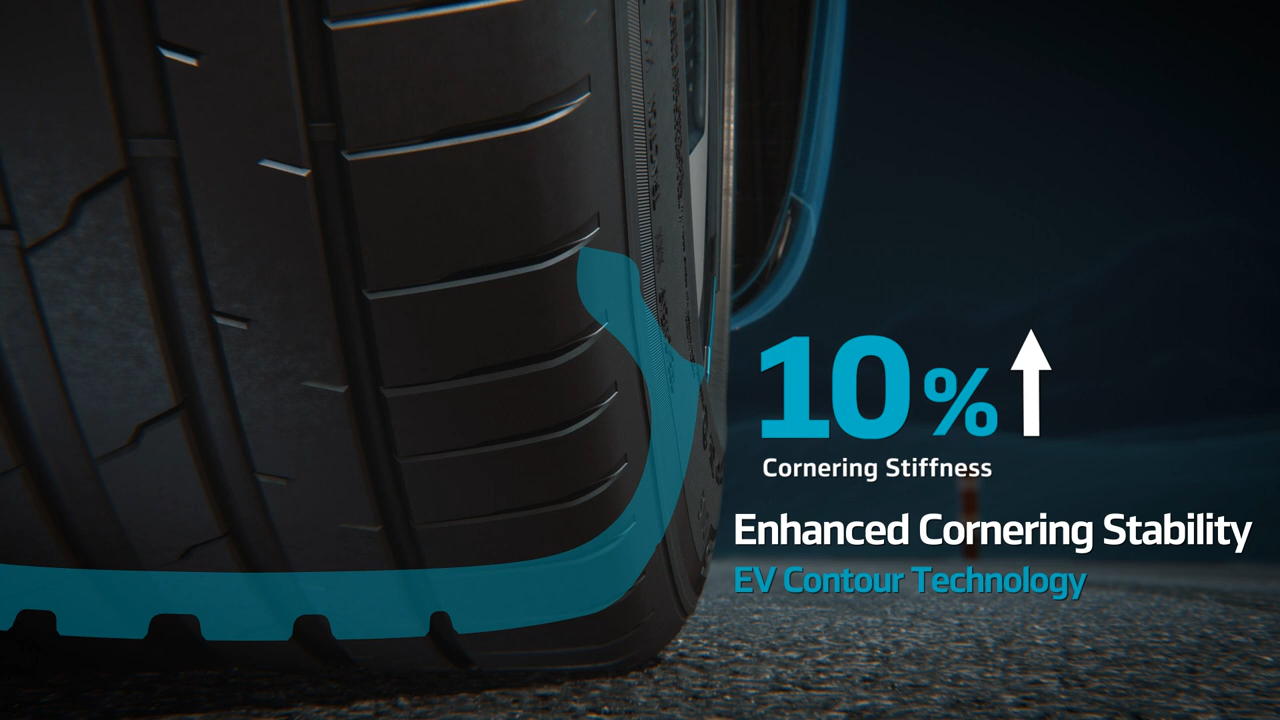 10%
Cornering Stiffness
Enhanced Cornering Stability
EV Contour Technology